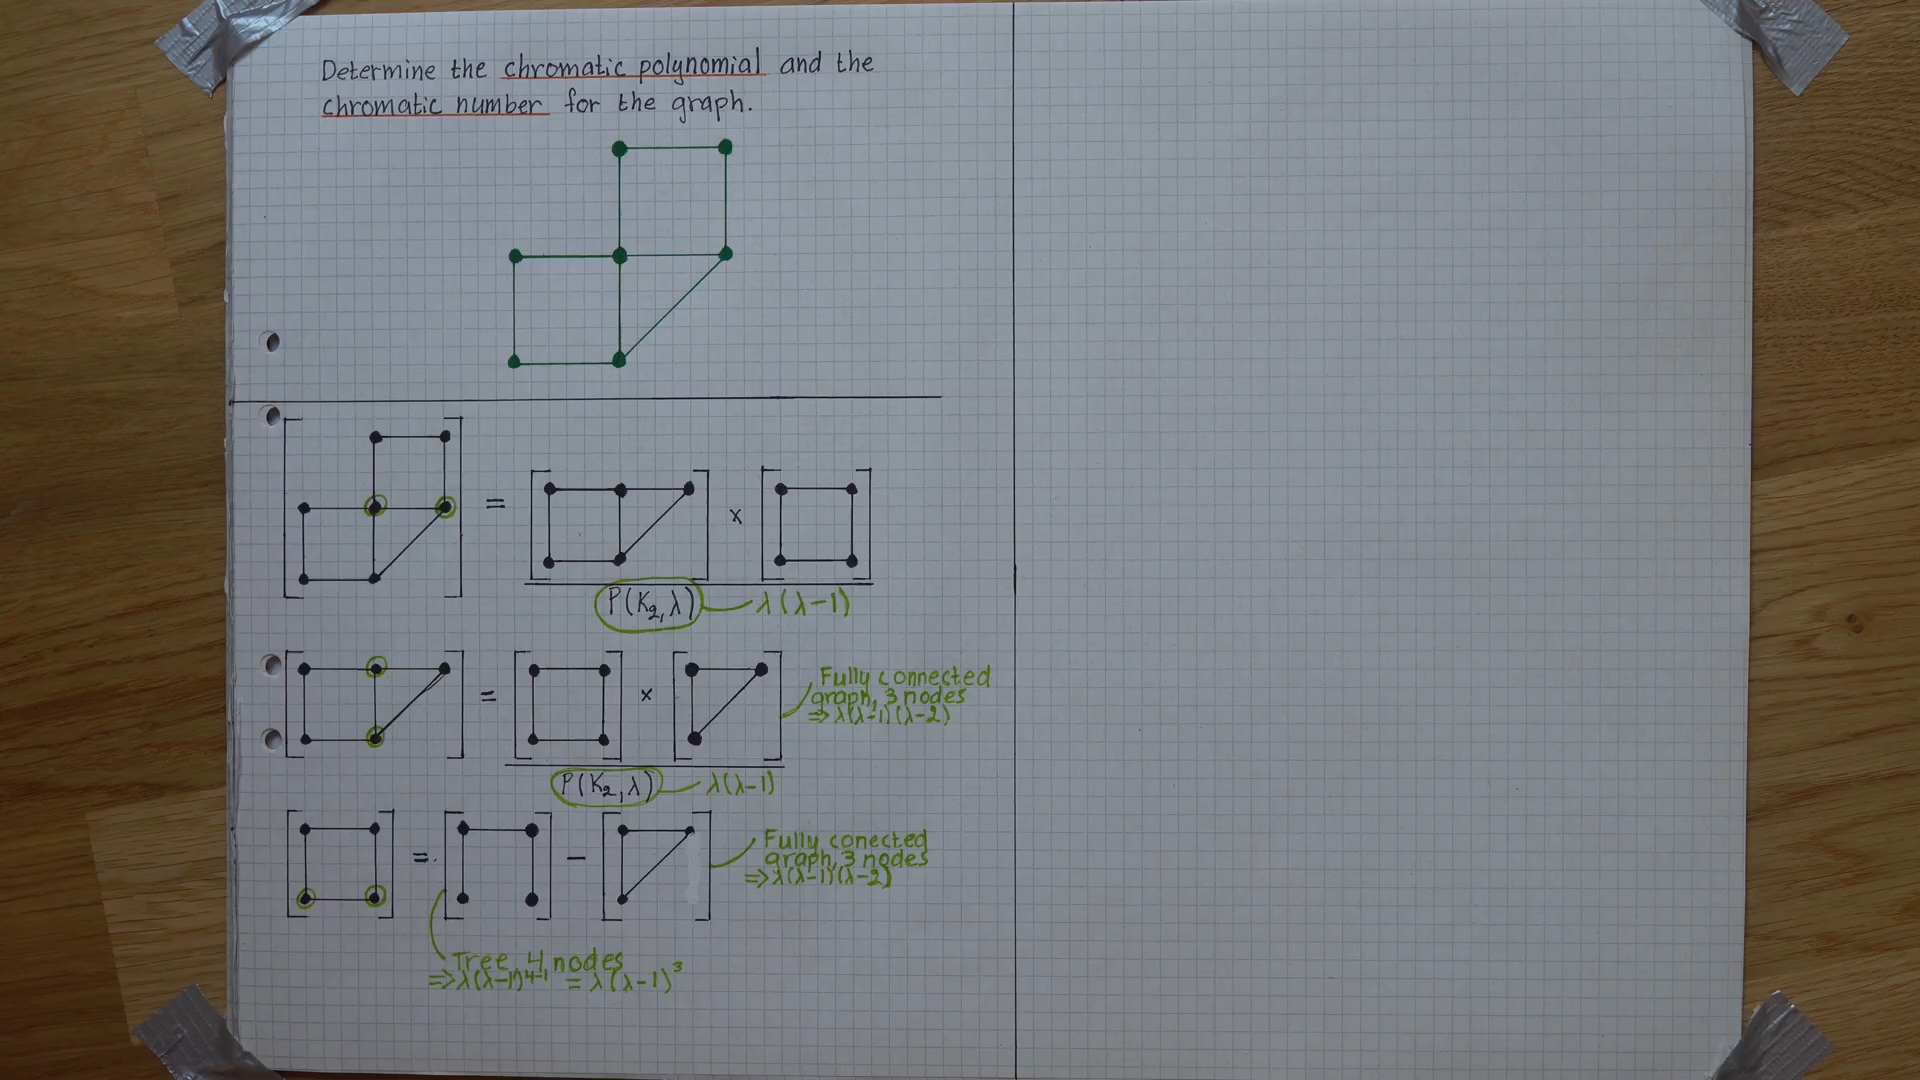 Determine the chromatic polynomial and the
chromatic number for the graph.
=
x
P(K₂,λ)
λ(λ-1)
=
x
Fully connected
graph, 3 nodes
⇒ λ(λ-1)(λ-2)
P(K₂,λ)
λ(λ-1)
=
-
Fully conected
graph, 3 nodes
⇒ λ(λ-1)(λ-2)
Tree, 4 nodes
⇒ λ(λ-1)⁴⁻¹ = λ(λ-1)³